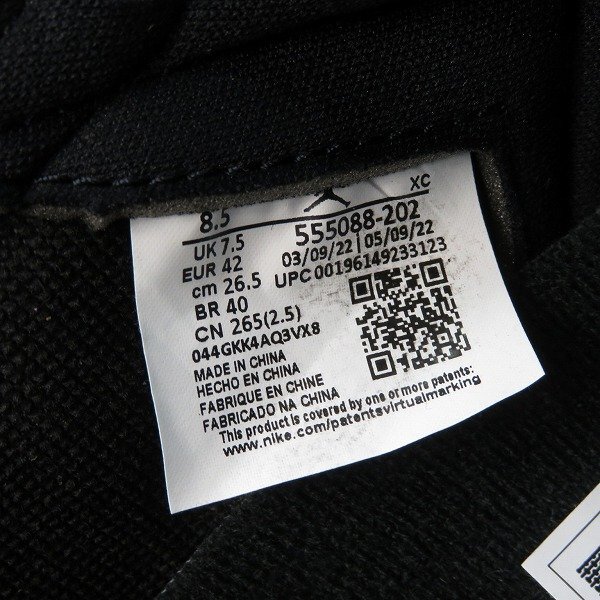 8.5 XC
UK 7.5 555088-202
EUR 42 03/09/22 05/09/22
cm 26.5 UPC 00196149233123
BR 40
CN 265(2.5)
044GKK4AQ3VX8
MADE IN CHINA
HECHO EN CHINA
FABRIQUE EN CHINE
FABRICADO NA CHINA
This product is covered by one or more patents:
www.nike.com/patentsvirtualmarking